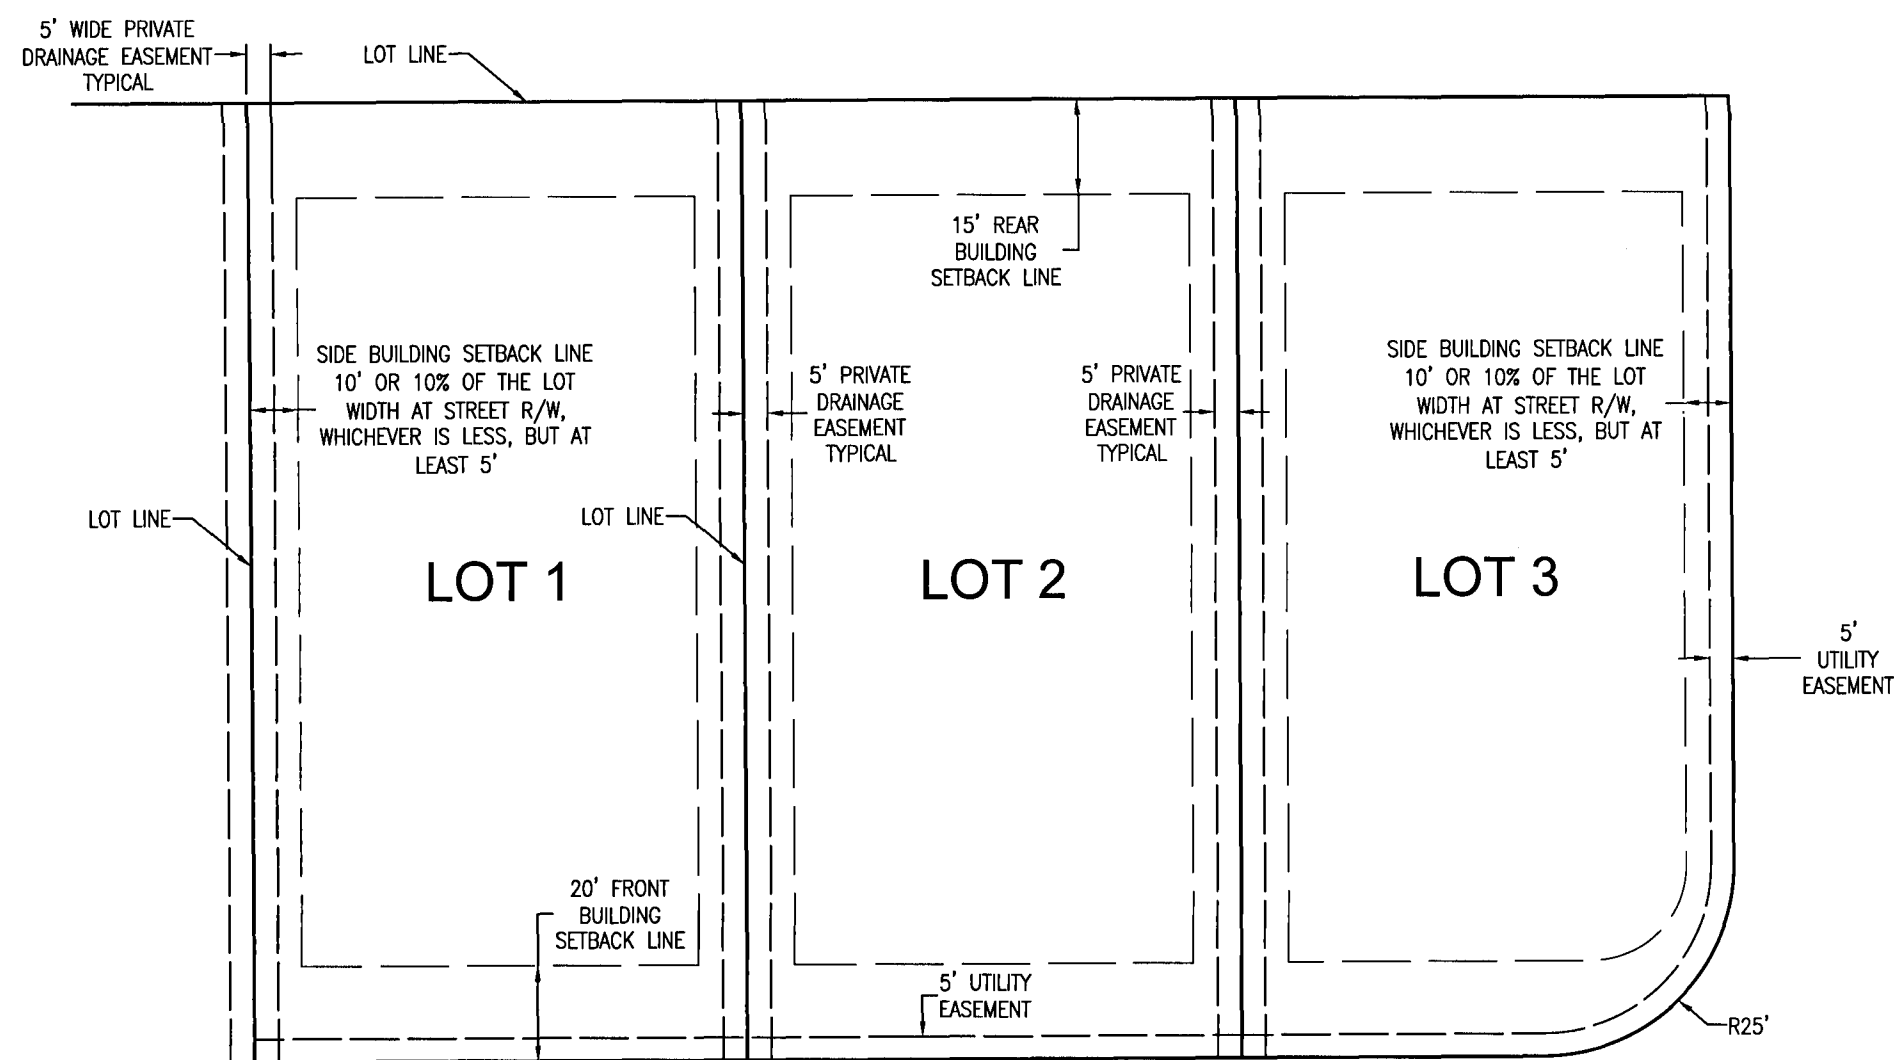 5' WIDE PRIVATE
DRAINAGE EASEMENT
TYPICAL
LOT LINE
15' REAR
BUILDING
SETBACK LINE
SIDE BUILDING SETBACK LINE
10' OR 10% OF THE LOT
WIDTH AT STREET R/W,
WHICHEVER IS LESS, BUT AT
LEAST 5'
5' PRIVATE
DRAINAGE
EASEMENT
TYPICAL
5' PRIVATE
DRAINAGE
EASEMENT
TYPICAL
SIDE BUILDING SETBACK LINE
10' OR 10% OF THE LOT
WIDTH AT STREET R/W,
WHICHEVER IS LESS, BUT AT
LEAST 5'
LOT LINE
LOT LINE
LOT 1
LOT 2
LOT 3
5'
UTILITY
EASEMENT
20' FRONT
BUILDING
SETBACK LINE
5' UTILITY
EASEMENT
R25'